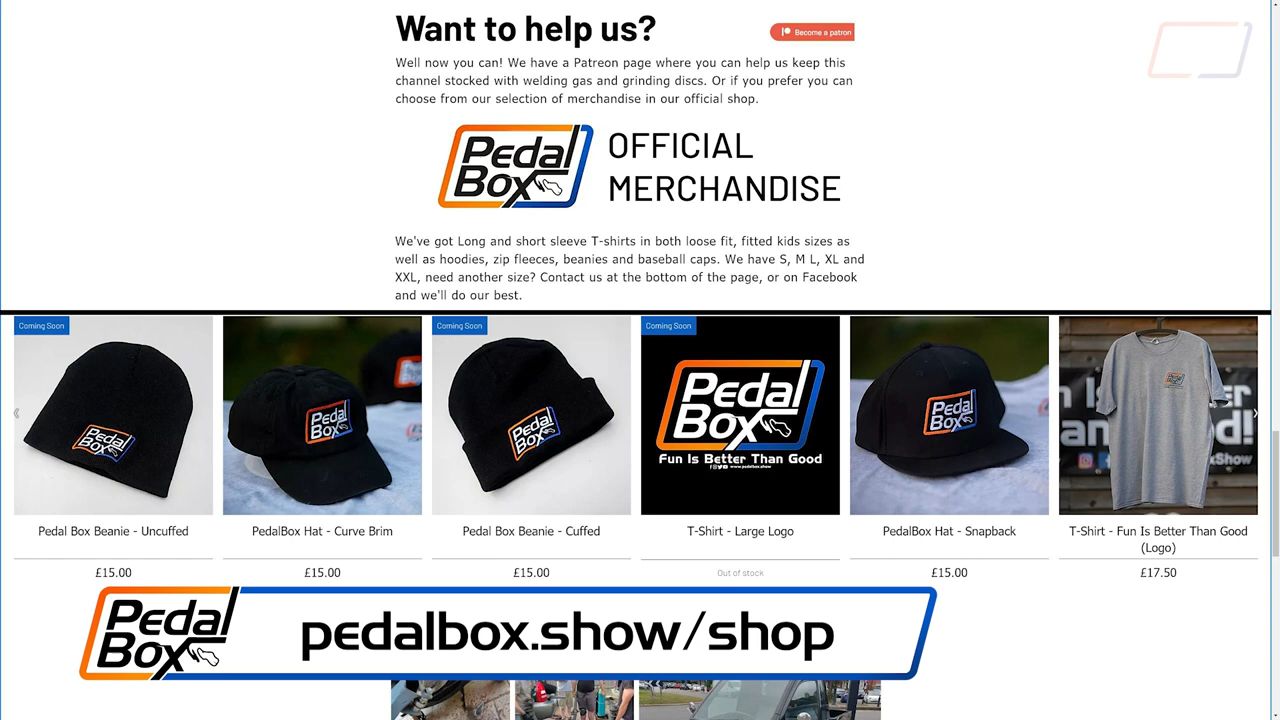 Want to help us?
Become a patron
Well now you can! We have a Patreon page where you can help us keep this
channel stocked with welding gas and grinding discs. Or if you prefer you can
choose from our selection of merchandise in our official shop.
Pedal
Box
OFFICIAL
MERCHANDISE
We've got Long and short sleeve T-shirts in both loose fit, fitted kids sizes as
well as hoodies, zip fleeces, beanies and baseball caps. We have S, M L, XL and
XXL, need another size? Contact us at the bottom of the page, or on Facebook
and we'll do our best.
Coming Soon
Coming Soon
Coming Soon
Pedal
Box
Pedal
Box
Pedal
Box
Pedal
Box
Fun Is Better Than Good
www.pedalbox.show
Pedal
Box
Pedal Box Beanie - Uncuffed
PedalBox Hat - Curve Brim
Pedal Box Beanie - Cuffed
T-Shirt - Large Logo
PedalBox Hat - Snapback
T-Shirt - Fun Is Better Than Good
(Logo)
£15.00
£15.00
£15.00
Out of stock
£15.00
£17.50
Pedal
Box
pedalbox.show/shop